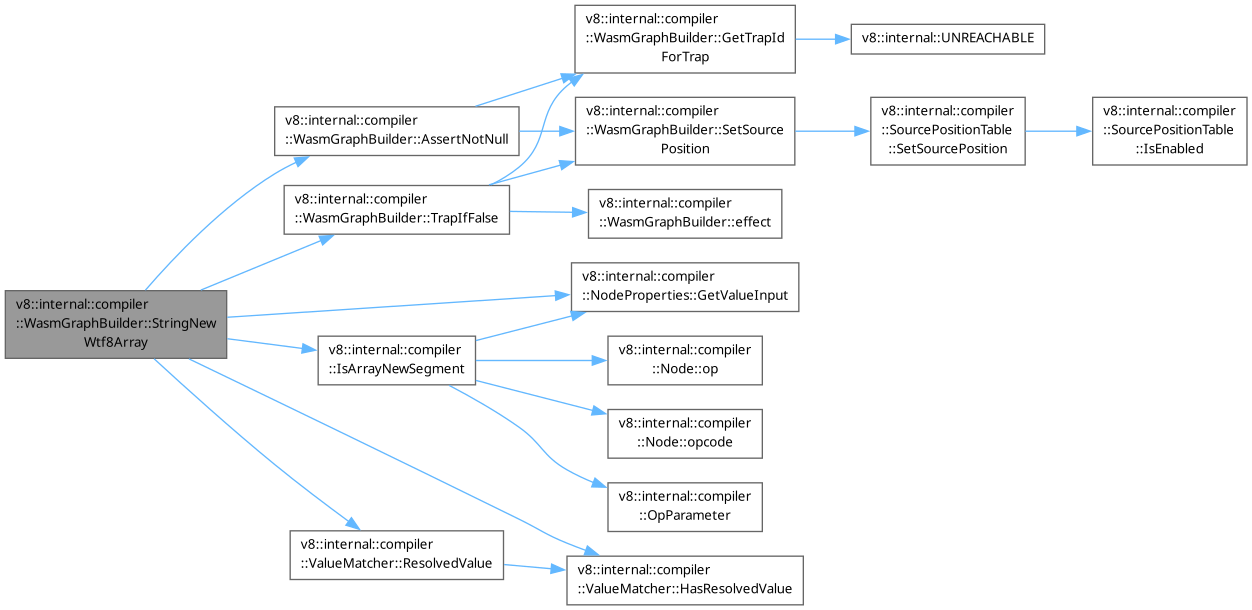 v8::internal::compiler
::WasmGraphBuilder::StringNew
Wtf8Array
v8::internal::compiler
::WasmGraphBuilder::AssertNotNull
v8::internal::compiler
::WasmGraphBuilder::TrapIfFalse
v8::internal::compiler
::IsArrayNewSegment
v8::internal::compiler
::ValueMatcher::ResolvedValue
v8::internal::compiler
::WasmGraphBuilder::GetTrapId
ForTrap
v8::internal::compiler
::WasmGraphBuilder::SetSource
Position
v8::internal::compiler
::WasmGraphBuilder::effect
v8::internal::compiler
::NodeProperties::GetValueInput
v8::internal::compiler
::Node::op
v8::internal::compiler
::Node::opcode
v8::internal::compiler
::OpParameter
v8::internal::compiler
::ValueMatcher::HasResolvedValue
v8::internal::UNREACHABLE
v8::internal::compiler
::SourcePositionTable
::SetSourcePosition
v8::internal::compiler
::SourcePositionTable
::IsEnabled